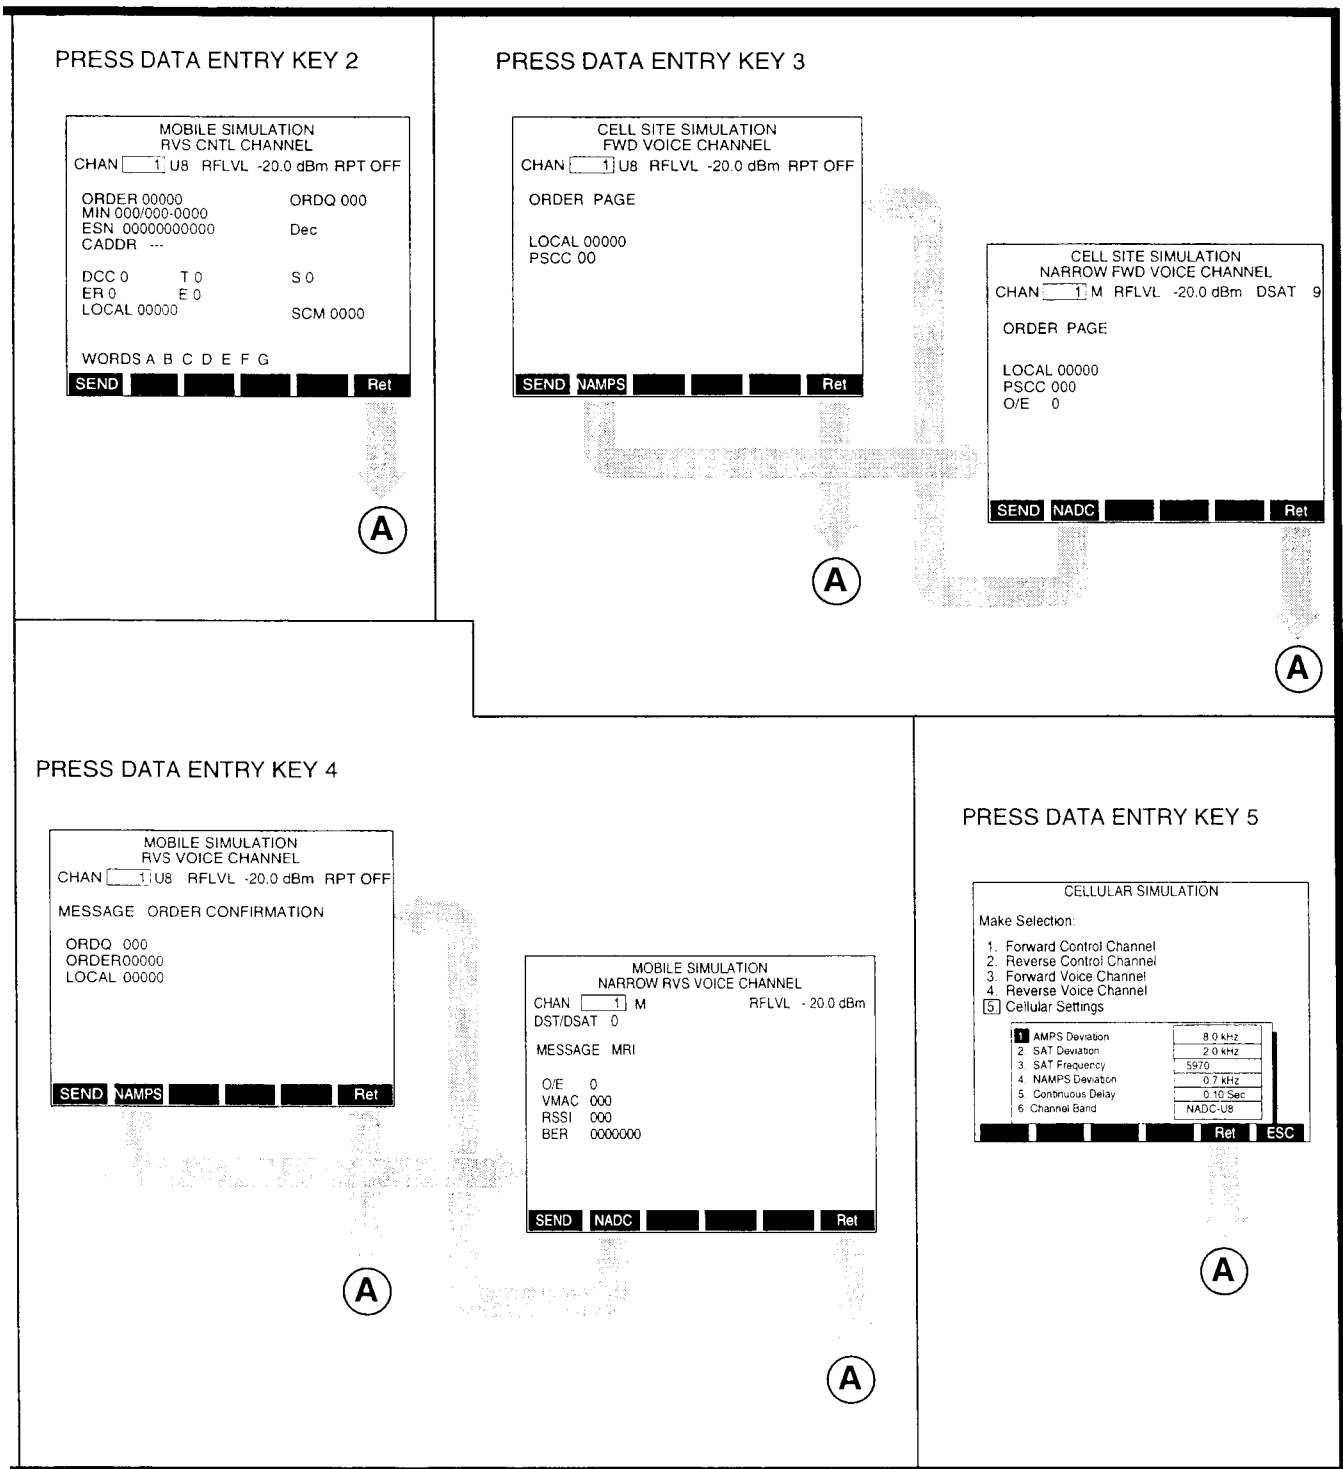 PRESS DATA ENTRY KEY 2
MOBILE SIMULATION
RVS CNTL CHANNEL
CHAN 1 U8 RFLVL -20.0 dBm RPT OFF
ORDER 00000 ORDQ 000
MIN 000/000-0000
ESN 00000000000 Dec
CADDR ---
DCC 0 T 0 S 0
ER 0 E 0
LOCAL 00000 SCM 0000
WORDS A B C D E F G
SEND Ret
A
PRESS DATA ENTRY KEY 3
CELL SITE SIMULATION
FWD VOICE CHANNEL
CHAN 1 U8 RFLVL -20.0 dBm RPT OFF
ORDER PAGE
LOCAL 00000
PSCC 00
SEND NAMPS Ret
A
CELL SITE SIMULATION
NARROW FWD VOICE CHANNEL
CHAN 1 M RFLVL -20.0 dBm DSAT 9
ORDER PAGE
LOCAL 00000
PSCC 000
O/E 0
SEND NADC Ret
A
PRESS DATA ENTRY KEY 4
MOBILE SIMULATION
RVS VOICE CHANNEL
CHAN 1 U8 RFLVL -20.0 dBm RPT OFF
MESSAGE ORDER CONFIRMATION
ORDQ 000
ORDER00000
LOCAL 00000
SEND NAMPS Ret
A
MOBILE SIMULATION
NARROW RVS VOICE CHANNEL
CHAN 1 M RFLVL - 20.0 dBm
DST/DSAT 0
MESSAGE MRI
O/E 0
VMAC 000
RSSI 000
BER 0000000
SEND NADC Ret
A
PRESS DATA ENTRY KEY 5
CELLULAR SIMULATION
Make Selection:
1. Forward Control Channel
2. Reverse Control Channel
3. Forward Voice Channel
4. Reverse Voice Channel
5. Cellular Settings
1 AMPS Deviation 8.0 kHz
2. SAT Deviation 2.0 kHz
3. SAT Frequency 5970
4. NAMPS Deviation 0.7 kHz
5. Continuous Delay 0.10 Sec
6 Channel Band NADC-U8
Ret ESC
A